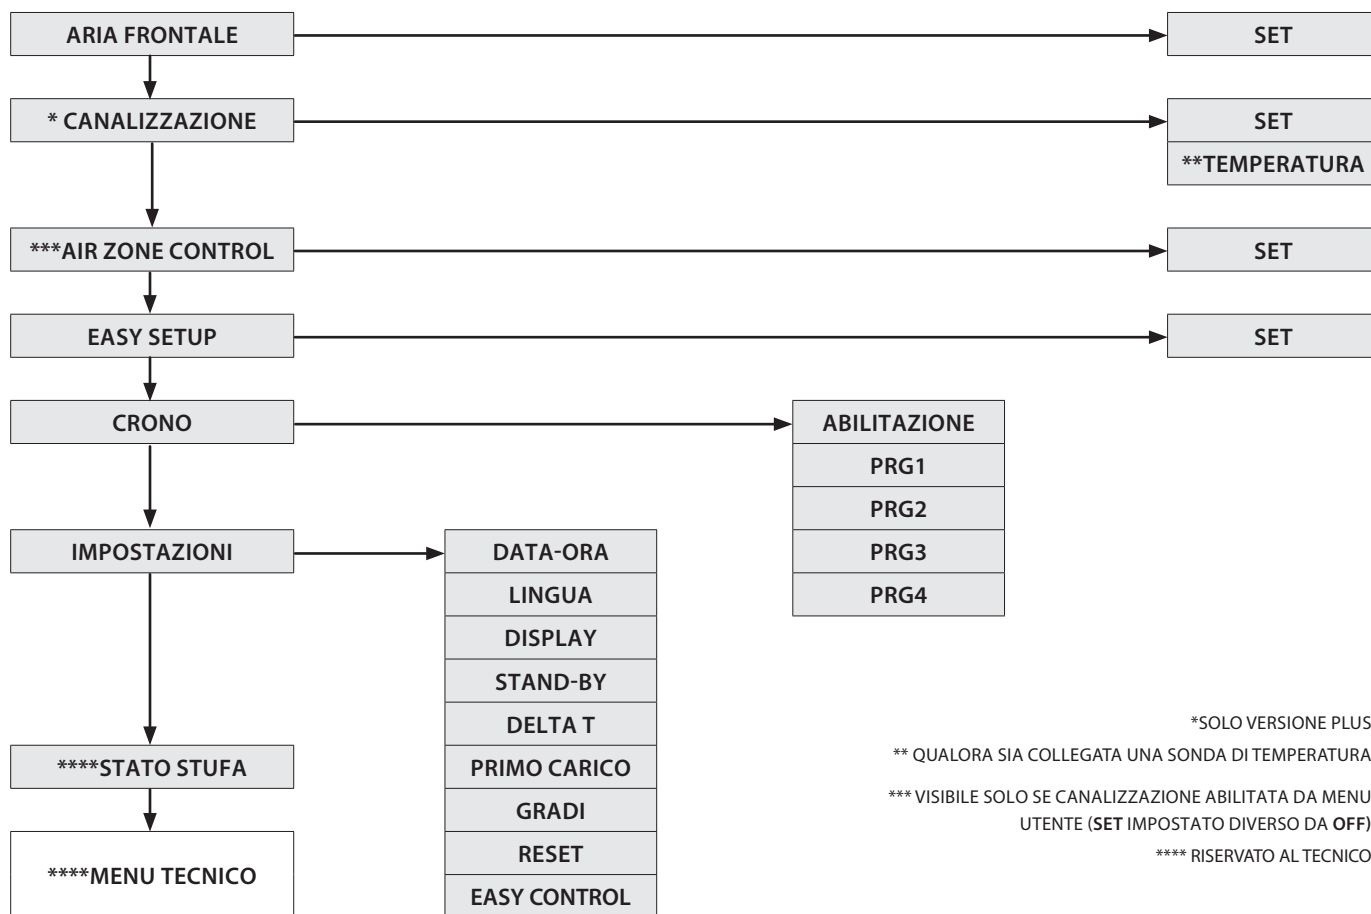 ARIA FRONTALE
SET
* CANALIZZAZIONE
SET
**TEMPERATURA
***AIR ZONE CONTROL
SET
EASY SETUP
SET
CRONO
ABILITAZIONE
PRG1
PRG2
PRG3
PRG4
IMPOSTAZIONI
DATA-ORA
LINGUA
DISPLAY
STAND-BY
DELTA T
PRIMO CARICO
GRADI
RESET
EASY CONTROL
****STATO STUFA
****MENU TECNICO
*SOLO VERSIONE PLUS
** QUALORA SIA COLLEGATA UNA SONDA DI TEMPERATURA
*** VISIBILE SOLO SE CANALIZZAZIONE ABILITATA DA MENU
UTENTE (SET IMPOSTATO DIVERSO DA OFF)
**** RISERVATO AL TECNICO